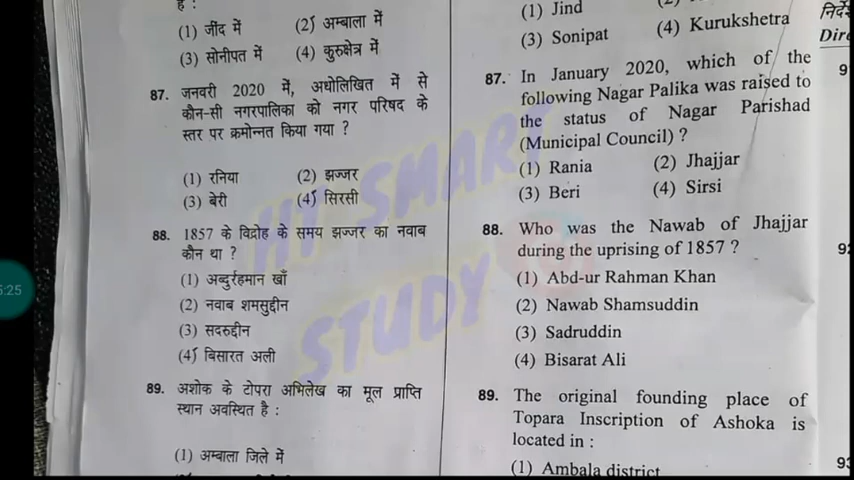 है :
(1) जींद में (2) अम्बाला में
(3) सोनीपत में (4) कुरुक्षेत्र में
87. जनवरी 2020 में, अधोलिखित में से
कौन-सी नगरपालिका को नगर परिषद के
स्तर पर क्रमोन्नत किया गया ?
(1) रनिया (2) झज्जर
(3) बेरी (4) सिरसी
88. 1857 के विद्रोह के समय झज्जर का नवाब
कौन था ?
(1) अब्दुर्रहमान खाँ
(2) नवाब शमसुद्दीन
(3) सदरुद्दीन
(4) बिसारत अली
89. अशोक के टोपरा अभिलेख का मूल प्राप्ति
स्थान अवस्थित है :
(1) अम्बाला जिले में
(1) Jind
(3) Sonipat (4) Kurukshetra
87. In January 2020, which of the
following Nagar Palika was raised to
the status of Nagar Parishad
(Municipal Council) ?
(1) Rania (2) Jhajjar
(3) Beri (4) Sirsi
88. Who was the Nawab of Jhajjar
during the uprising of 1857 ?
(1) Abd-ur Rahman Khan
(2) Nawab Shamsuddin
(3) Sadruddin
(4) Bisarat Ali
89. The original founding place of
Topara Inscription of Ashoka is
located in :
(1) Ambala district
HT SMART
STUDY
5:25